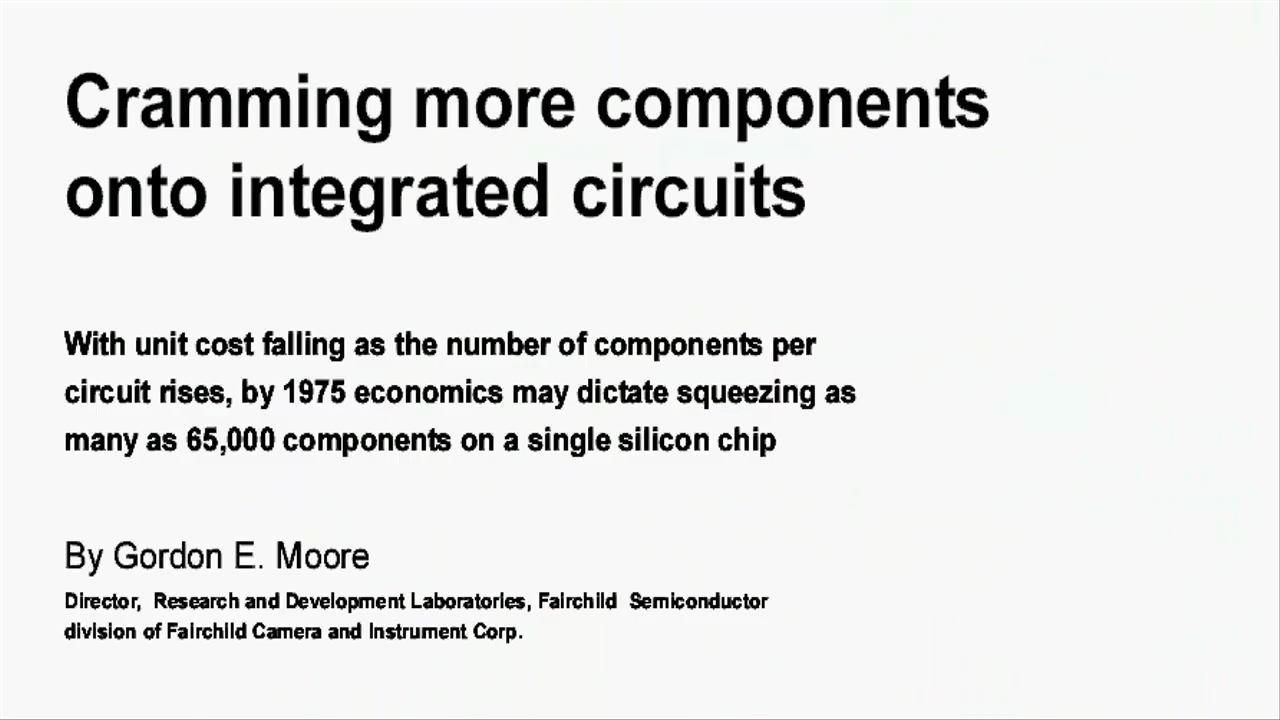 Cramming more components
onto integrated circuits
With unit cost falling as the number of components per
circuit rises, by 1975 economics may dictate squeezing as
many as 65,000 components on a single silicon chip
By Gordon E. Moore
Director, Research and Development Laboratories, Fairchild Semiconductor
division of Fairchild Camera and Instrument Corp.